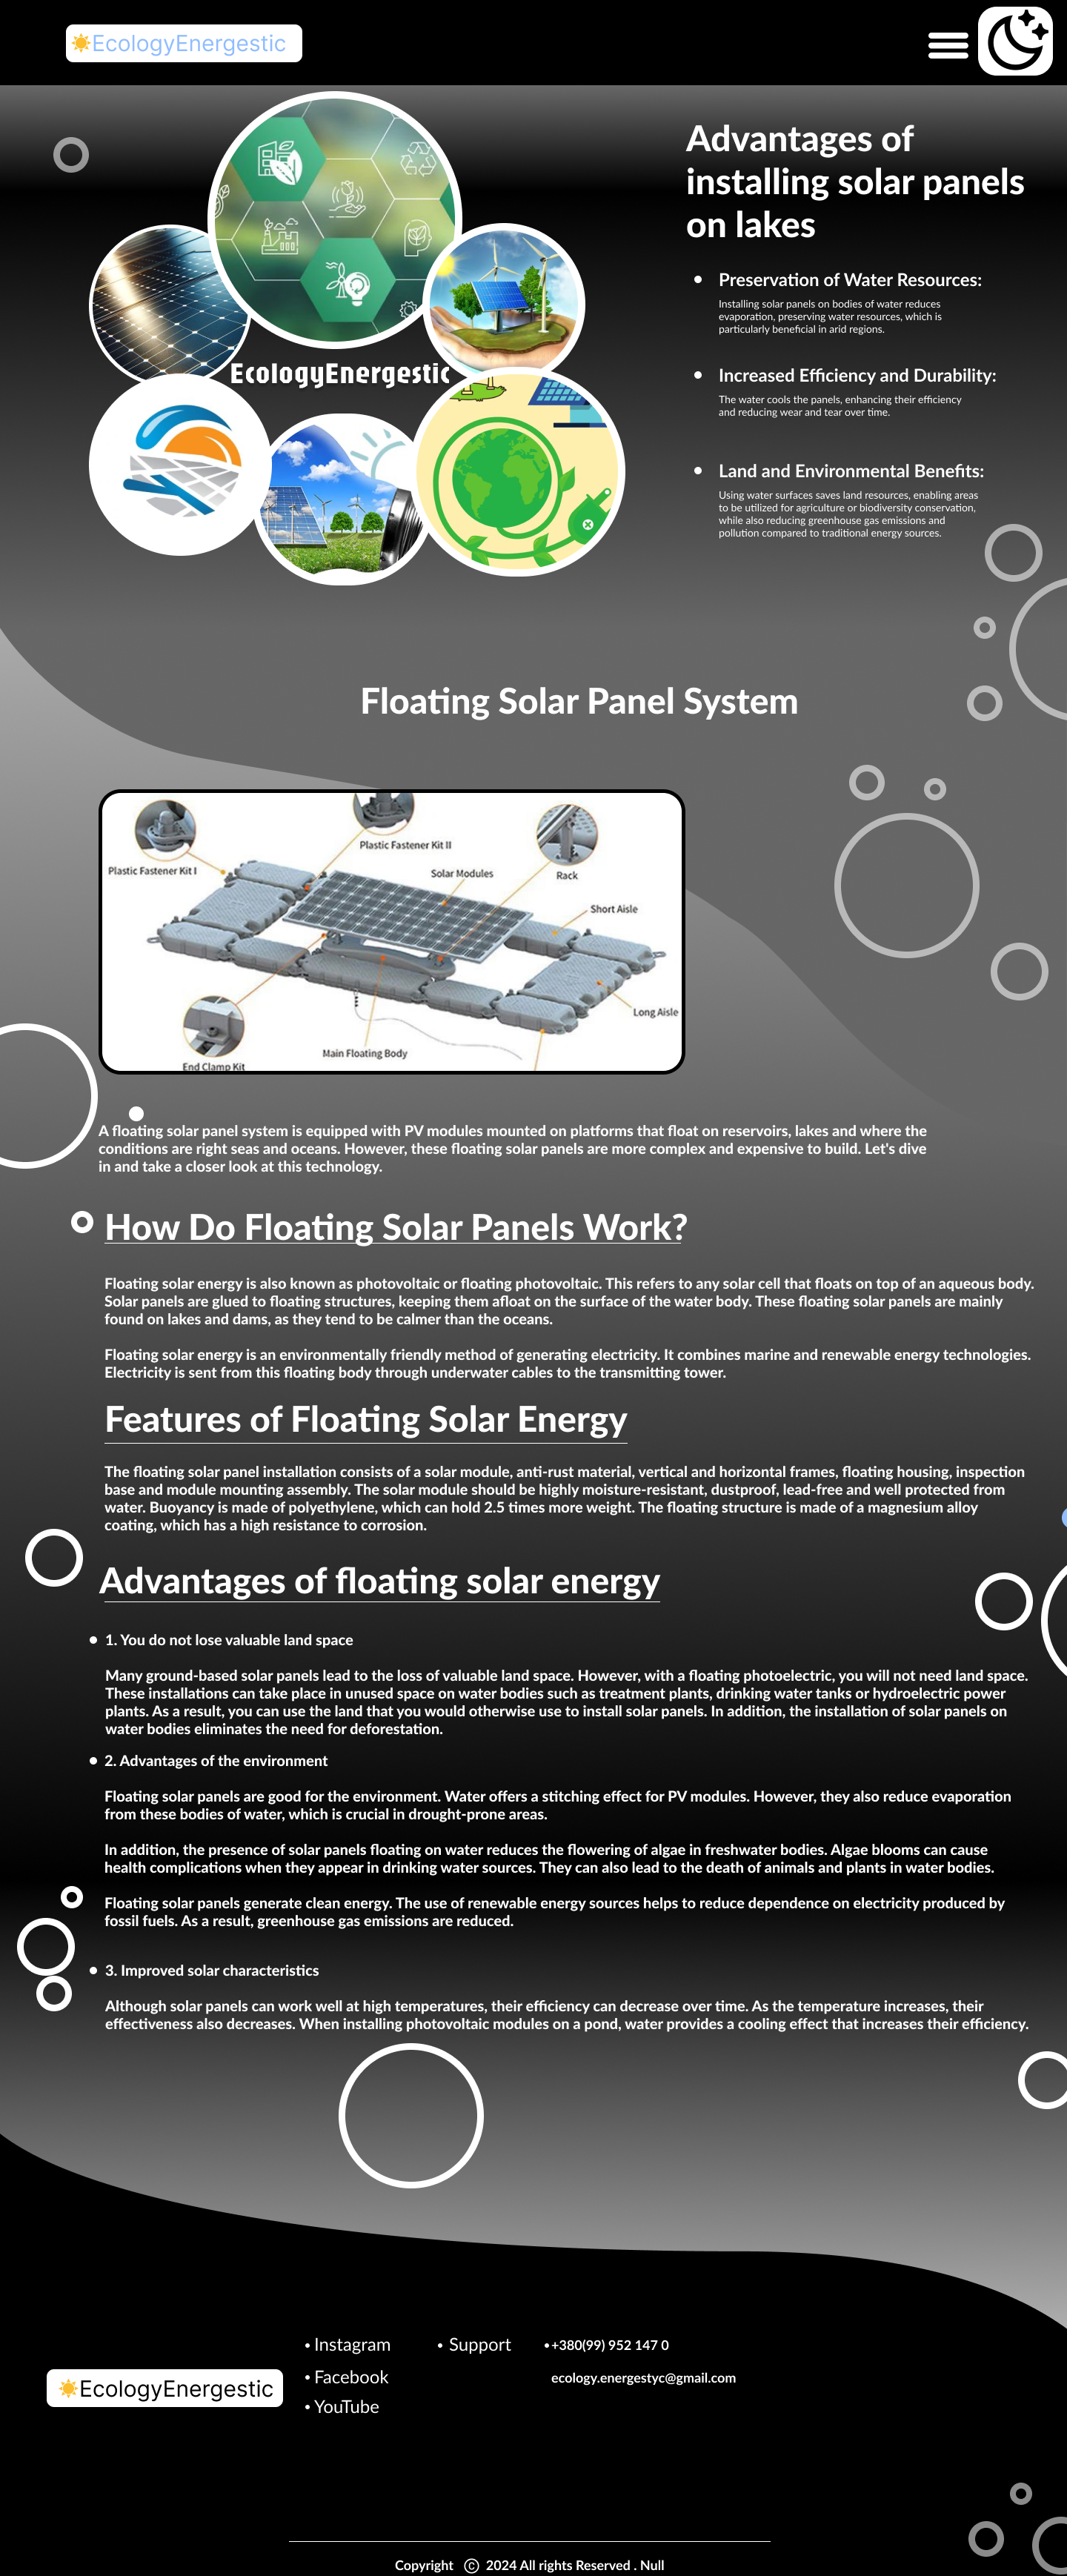 EcologyEnergestic
Advantages of
installing solar panels
on lakes
Preservation of Water Resources:
Installing solar panels on bodies of water reduces
evaporation, preserving water resources, which is
particularly beneficial in arid regions.
Increased Efficiency and Durability:
The water cools the panels, enhancing their efficiency
and reducing wear and tear over time.
Land and Environmental Benefits:
Using water surfaces saves land resources, enabling areas
to be utilized for agriculture or biodiversity conservation,
while also reducing greenhouse gas emissions and
pollution compared to traditional energy sources.
EcologyEnergestic
Floating Solar Panel System
Plastic Fastener Kit II
Plastic Fastener Kit I
Solar Modules
Rack
Short Aisle
Long Aisle
Main Floating Body
End Clamp Kit
A floating solar panel system is equipped with PV modules mounted on platforms that float on reservoirs, lakes and where the
conditions are right seas and oceans. However, these floating solar panels are more complex and expensive to build. Let's dive
in and take a closer look at this technology.
How Do Floating Solar Panels Work?
Floating solar energy is also known as photovoltaic or floating photovoltaic. This refers to any solar cell that floats on top of an aqueous body.
Solar panels are glued to floating structures, keeping them afloat on the surface of the water body. These floating solar panels are mainly
found on lakes and dams, as they tend to be calmer than the oceans.
Floating solar energy is an environmentally friendly method of generating electricity. It combines marine and renewable energy technologies.
Electricity is sent from this floating body through underwater cables to the transmitting tower.
Features of Floating Solar Energy
The floating solar panel installation consists of a solar module, anti-rust material, vertical and horizontal frames, floating housing, inspection
base and module mounting assembly. The solar module should be highly moisture-resistant, dustproof, lead-free and well protected from
water. Buoyancy is made of polyethylene, which can hold 2.5 times more weight. The floating structure is made of a magnesium alloy
coating, which has a high resistance to corrosion.
Advantages of floating solar energy
1. You do not lose valuable land space
Many ground-based solar panels lead to the loss of valuable land space. However, with a floating photoelectric, you will not need land space.
These installations can take place in unused space on water bodies such as treatment plants, drinking water tanks or hydroelectric power
plants. As a result, you can use the land that you would otherwise use to install solar panels. In addition, the installation of solar panels on
water bodies eliminates the need for deforestation.
2. Advantages of the environment
Floating solar panels are good for the environment. Water offers a stitching effect for PV modules. However, they also reduce evaporation
from these bodies of water, which is crucial in drought-prone areas.
In addition, the presence of solar panels floating on water reduces the flowering of algae in freshwater bodies. Algae blooms can cause
health complications when they appear in drinking water sources. They can also lead to the death of animals and plants in water bodies.
Floating solar panels generate clean energy. The use of renewable energy sources helps to reduce dependence on electricity produced by
fossil fuels. As a result, greenhouse gas emissions are reduced.
3. Improved solar characteristics
Although solar panels can work well at high temperatures, their efficiency can decrease over time. As the temperature increases, their
effectiveness also decreases. When installing photovoltaic modules on a pond, water provides a cooling effect that increases their efficiency.
EcologyEnergestic
• Instagram
• Facebook
• YouTube
• Support
• +380(99) 952 147 0
ecology.energestyc@gmail.com
Copyright © 2024 All rights Reserved . Null